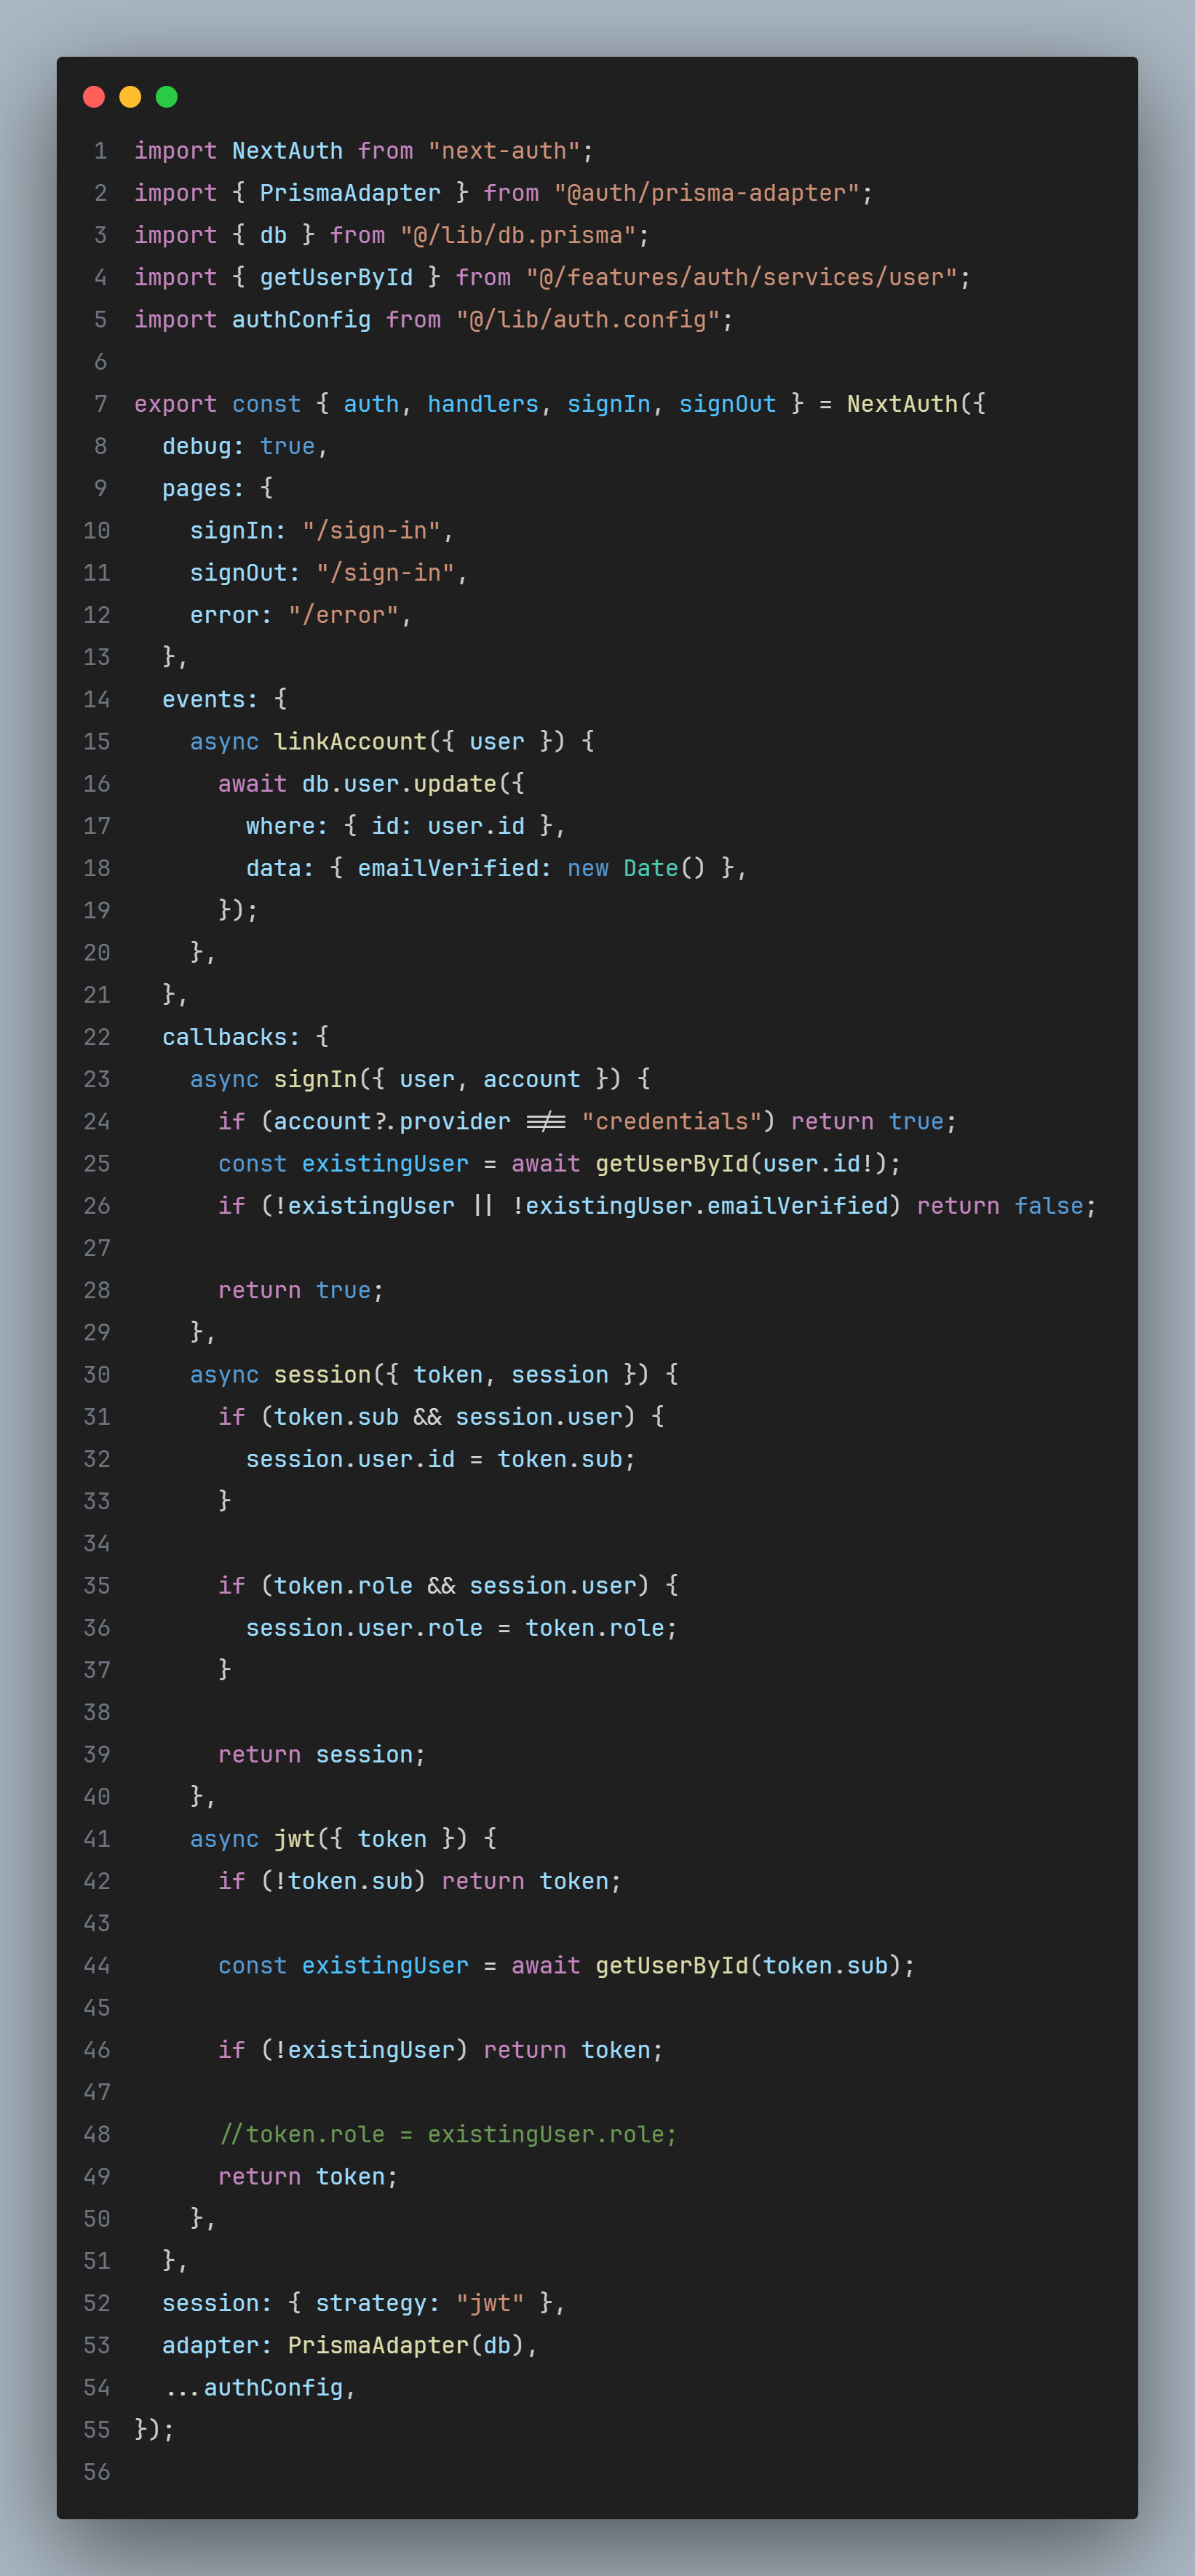 1 import NextAuth from "next-auth";
2 import { PrismaAdapter } from "@auth/prisma-adapter";
3 import { db } from "@/lib/db.prisma";
4 import { getUserById } from "@/features/auth/services/user";
5 import authConfig from "@/lib/auth.config";
6
7 export const { auth, handlers, signIn, signOut } = NextAuth({
8   debug: true,
9   pages: {
10     signIn: "/sign-in",
11     signOut: "/sign-in",
12     error: "/error",
13   },
14   events: {
15     async linkAccount({ user }) {
16       await db.user.update({
17         where: { id: user.id },
18         data: { emailVerified: new Date() },
19       });
20     },
21   },
22   callbacks: {
23     async signIn({ user, account }) {
24       if (account?.provider !== "credentials") return true;
25       const existingUser = await getUserById(user.id!);
26       if (!existingUser || !existingUser.emailVerified) return false;
27
28       return true;
29     },
30     async session({ token, session }) {
31       if (token.sub && session.user) {
32         session.user.id = token.sub;
33       }
34
35       if (token.role && session.user) {
36         session.user.role = token.role;
37       }
38
39       return session;
40     },
41     async jwt({ token }) {
42       if (!token.sub) return token;
43
44       const existingUser = await getUserById(token.sub);
45
46       if (!existingUser) return token;
47
48       //token.role = existingUser.role;
49       return token;
50     },
51   },
52   session: { strategy: "jwt" },
53   adapter: PrismaAdapter(db),
54   ...authConfig,
55 });
56